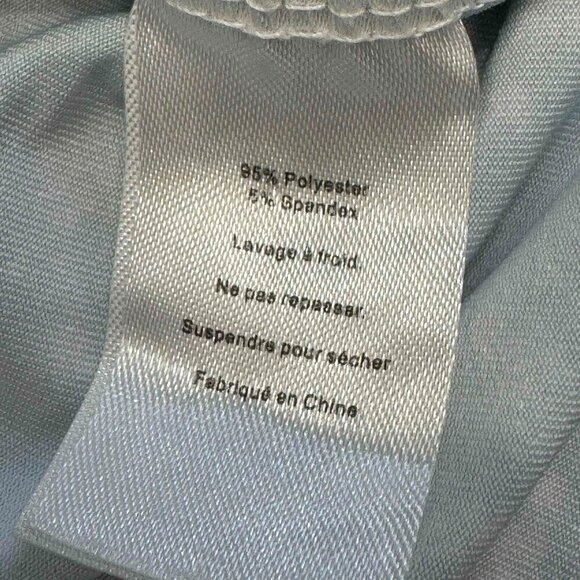 95% Polyester
5% Spandex
Lavage à froid.
Ne pas repasser.
Suspendre pour sécher
Fabriqué en Chine